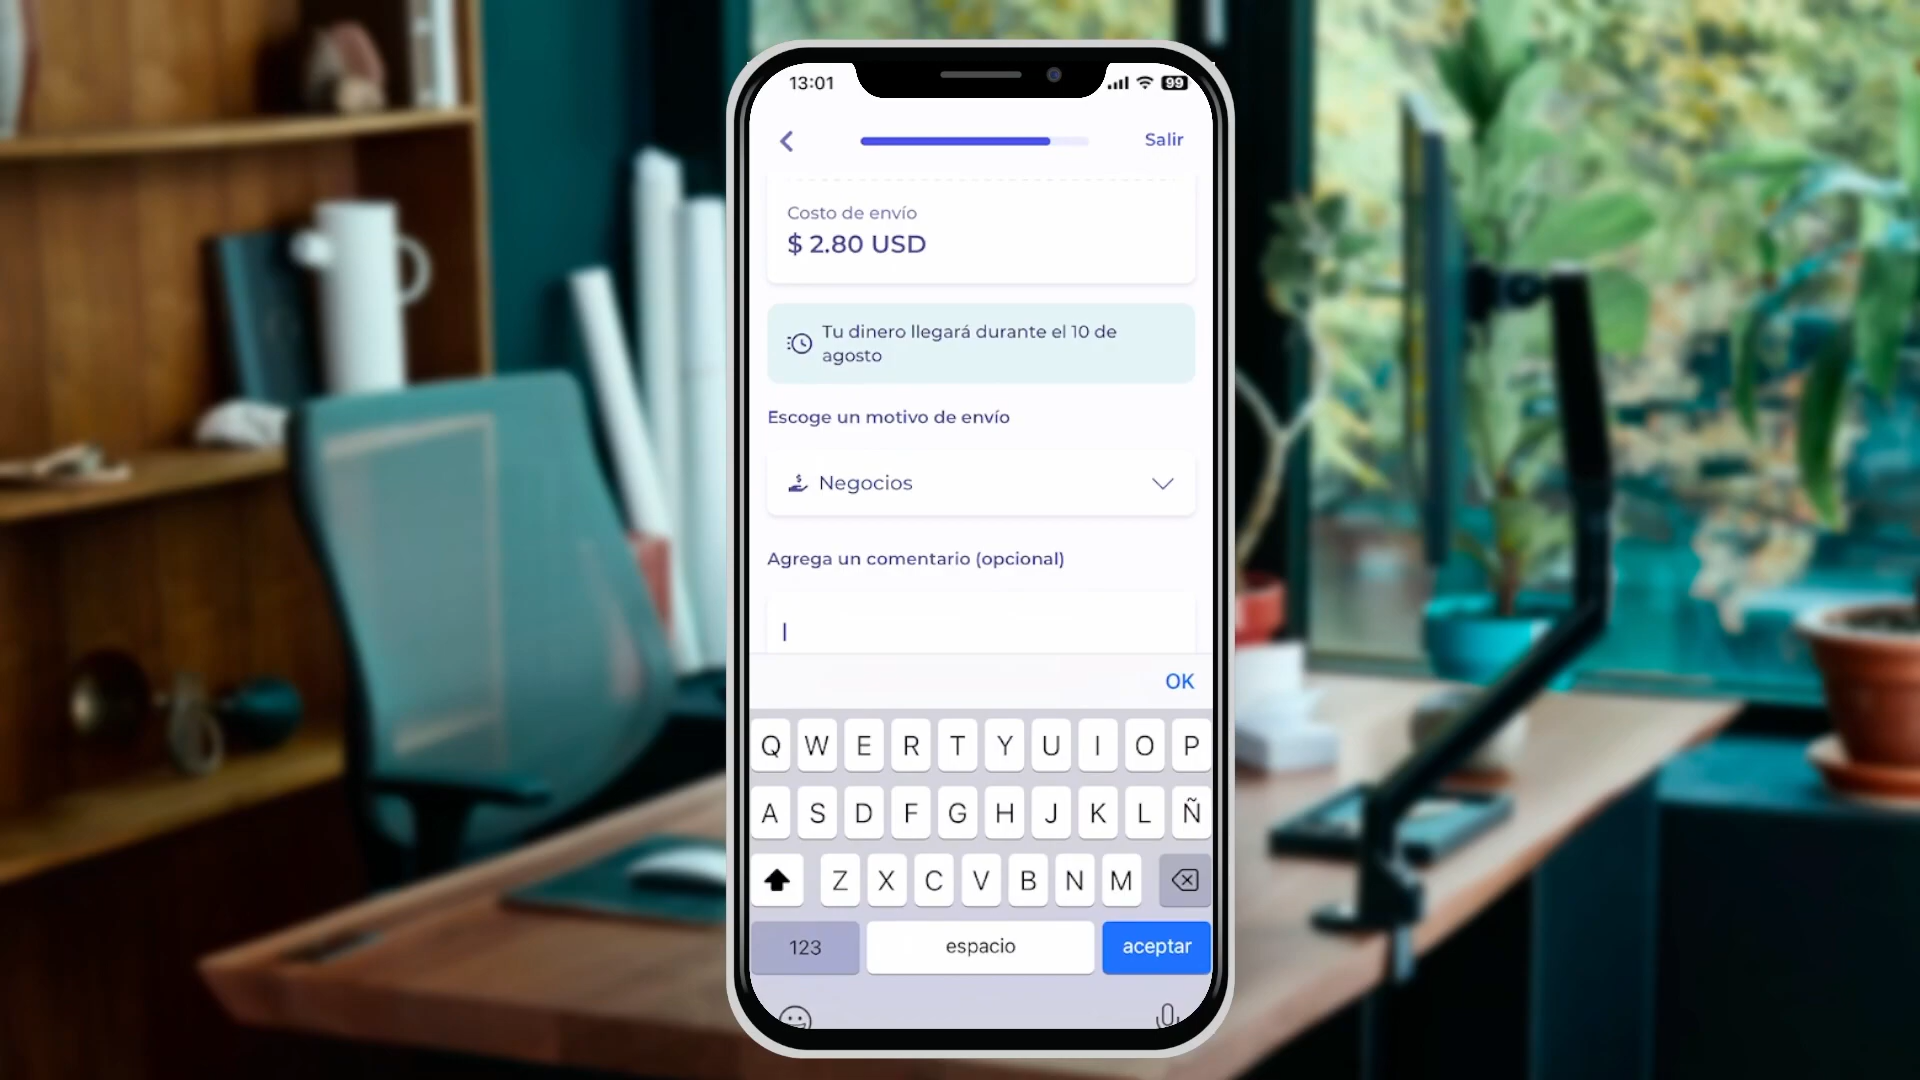 13:01
99
Salir
Costo de envío
$ 2.80 USD
Tu dinero llegará durante el 10 de
agosto
Escoge un motivo de envío
Negocios
Agrega un comentario (opcional)
OK
Q W E R T Y U I O P
A S D F G H J K L Ñ
Z X C V B N M
123 espacio aceptar